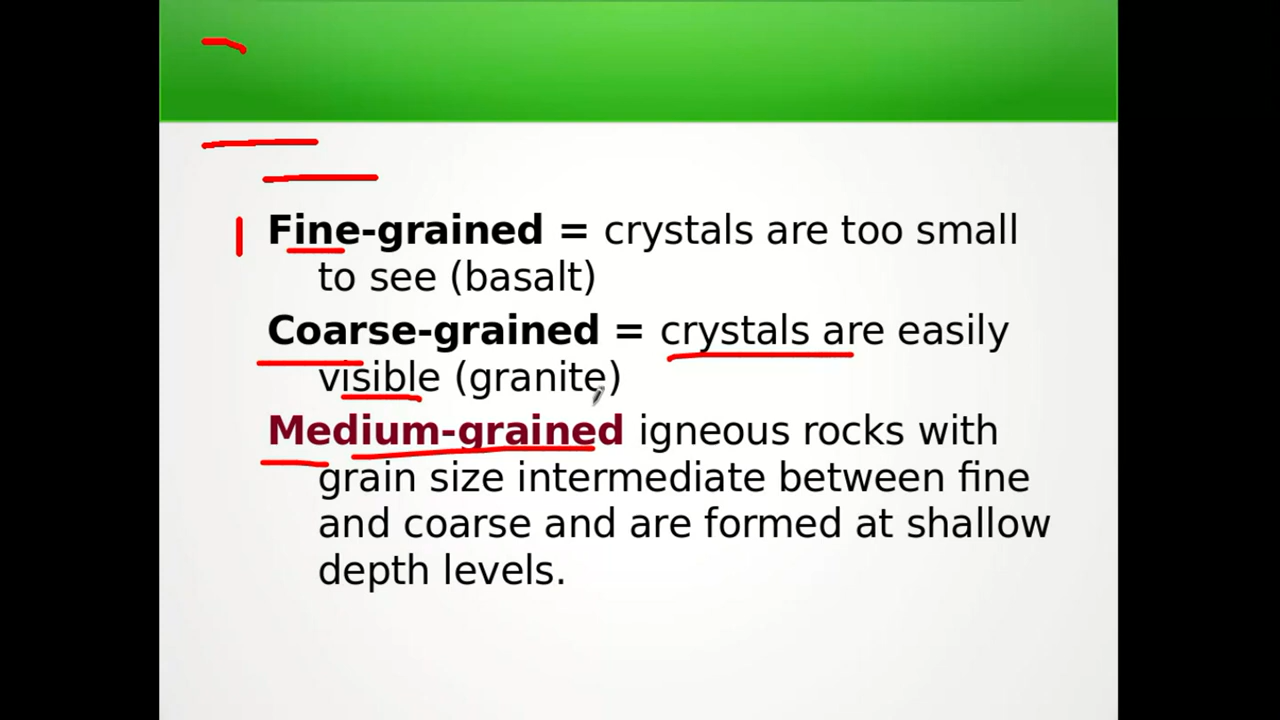 Fine-grained = crystals are too small
to see (basalt)
Coarse-grained = crystals are easily
visible (granite)
Medium-grained igneous rocks with
grain size intermediate between fine
and coarse and are formed at shallow
depth levels.